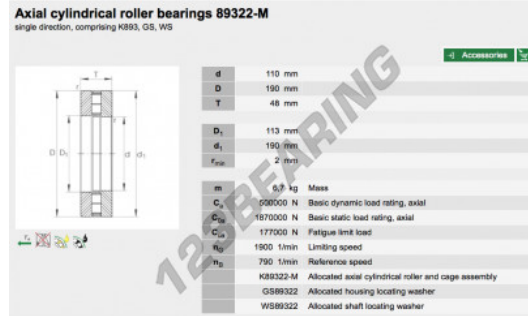 Axial cylindrical roller bearings 89322-M
single direction, comprising K893, GS, WS
Accessories
d 110 mm
D 190 mm
T 48 mm
D1 113 mm
d1 190 mm
rmin 2 mm
m 6,7 kg Mass
Ca 500000 N Basic dynamic load rating, axial
C0a 1870000 N Basic static load rating, axial
Cua 177000 N Fatigue limit load
nG 1900 1/min Limiting speed
nB 790 1/min Reference speed
K89322-M Allocated axial cylindrical roller and cage assembly
GS89322 Allocated housing locating washer
WS89322 Allocated shaft locating washer
T
r
r
D D1 d d1
123BEARING